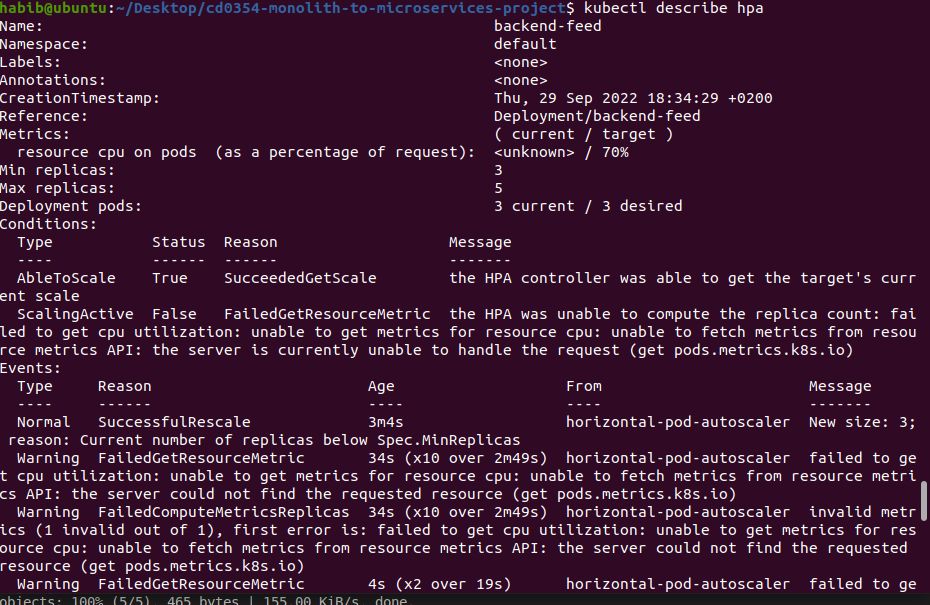 habib@ubuntu:~/Desktop/cd0354-monolith-to-microservices-project$ kubectl describe hpa
Name:                                                  backend-feed
Namespace:                                             default
Labels:                                                <none>
Annotations:                                           <none>
CreationTimestamp:                                     Thu, 29 Sep 2022 18:34:29 +0200
Reference:                                             Deployment/backend-feed
Metrics:                                               ( current / target )
  resource cpu on pods  (as a percentage of request):  <unknown> / 70%
Min replicas:                                          3
Max replicas:                                          5
Deployment pods:                                       3 current / 3 desired
Conditions:
  Type           Status  Reason                   Message
  ----           ------  ------                   -------
  AbleToScale    True    SucceededGetScale        the HPA controller was able to get the target's curr
ent scale
  ScalingActive  False   FailedGetResourceMetric  the HPA was unable to compute the replica count: fai
led to get cpu utilization: unable to get metrics for resource cpu: unable to fetch metrics from resou
rce metrics API: the server is currently unable to handle the request (get pods.metrics.k8s.io)
Events:
  Type     Reason                        Age                   From                       Message
  ----     ------                        ----                  ----                       -------
  Normal   SuccessfulRescale             3m4s                  horizontal-pod-autoscaler  New size: 3;
 reason: Current number of replicas below Spec.MinReplicas
  Warning  FailedGetResourceMetric       34s (x10 over 2m49s)  horizontal-pod-autoscaler  failed to ge
t cpu utilization: unable to get metrics for resource cpu: unable to fetch metrics from resource metri
cs API: the server could not find the requested resource (get pods.metrics.k8s.io)
  Warning  FailedComputeMetricsReplicas  34s (x10 over 2m49s)  horizontal-pod-autoscaler  invalid metr
ics (1 invalid out of 1), first error is: failed to get cpu utilization: unable to get metrics for res
ource cpu: unable to fetch metrics from resource metrics API: the server could not find the requested
resource (get pods.metrics.k8s.io)
  Warning  FailedGetResourceMetric       4s (x2 over 19s)      horizontal-pod-autoscaler  failed to ge
objects: 100% (5/5), 465 bytes | 155.00 KiB/s, done.